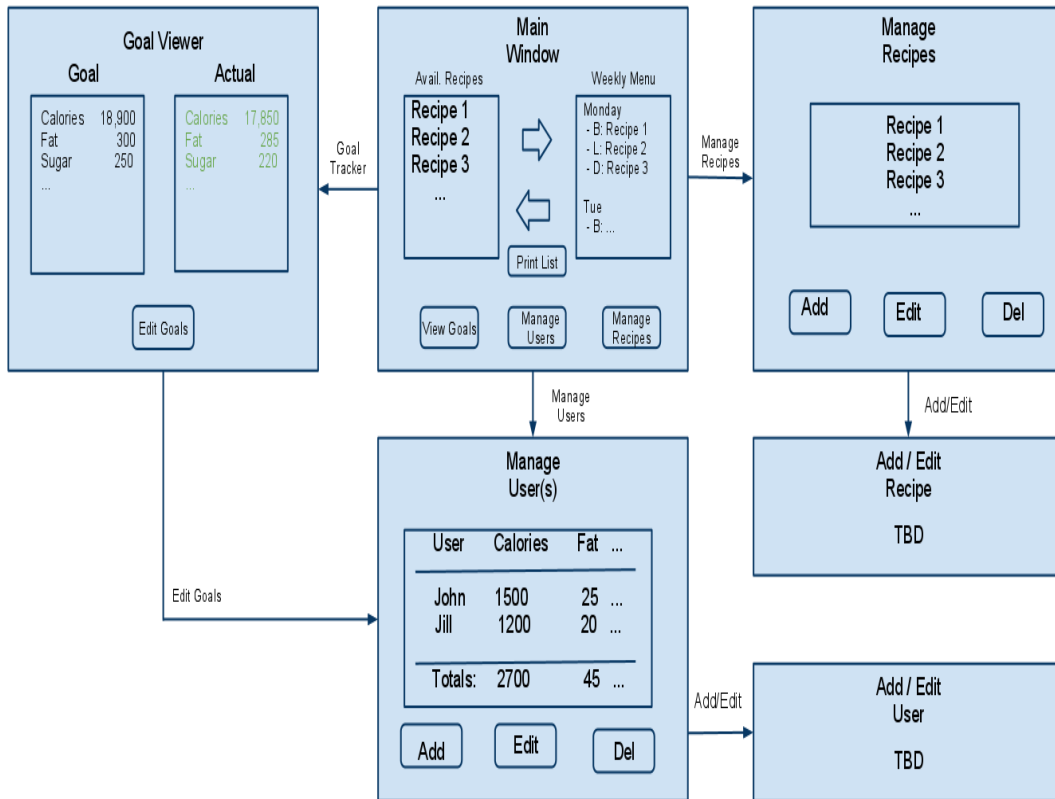 Goal Viewer
Goal Actual
Calories 18,900
Fat 300
Sugar 250
...
Calories 17,850
Fat 285
Sugar 220
...
Edit Goals
Goal
Tracker
Main
Window
Avail. Recipes
Recipe 1
Recipe 2
Recipe 3
...
Weekly Menu
Monday
- B: Recipe 1
- L: Recipe 2
- D: Recipe 3
Tue
- B: ...
Print List
View Goals
Manage
Users
Manage
Recipes
Manage
Recipes
Manage
Recipes
Recipe 1
Recipe 2
Recipe 3
...
Add Edit Del
Manage
Users
Add/Edit
Manage
User(s)
User Calories Fat ...
John 1500 25 ...
Jill 1200 20 ...
Totals: 2700 45 ...
Add Edit Del
Edit Goals
Add / Edit
Recipe
TBD
Add/Edit
Add / Edit
User
TBD